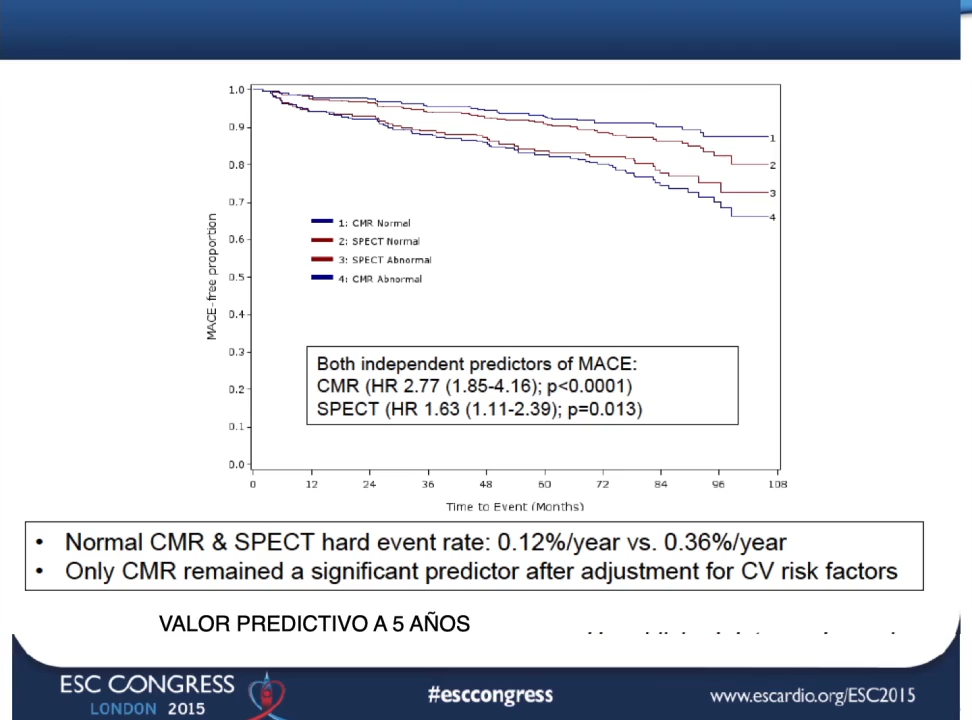 1.0
0.9
0.8
0.7
0.6
0.5
0.4
0.3
0.2
0.1
0.0
MACE-free proportion
1
2
3
4
1: CMR Normal
2: SPECT Normal
3: SPECT Abnormal
4: CMR Abnormal
Both independent predictors of MACE:
CMR (HR 2.77 (1.85-4.16); p<0.0001)
SPECT (HR 1.63 (1.11-2.39); p=0.013)
0 12 24 36 48 60 72 84 96 108
Time to Event (Months)
• Normal CMR & SPECT hard event rate: 0.12%/year vs. 0.36%/year
• Only CMR remained a significant predictor after adjustment for CV risk factors
VALOR PREDICTIVO A 5 AÑOS
ESC CONGRESS
LONDON 2015
#esccongress
www.escardio.org/ESC2015